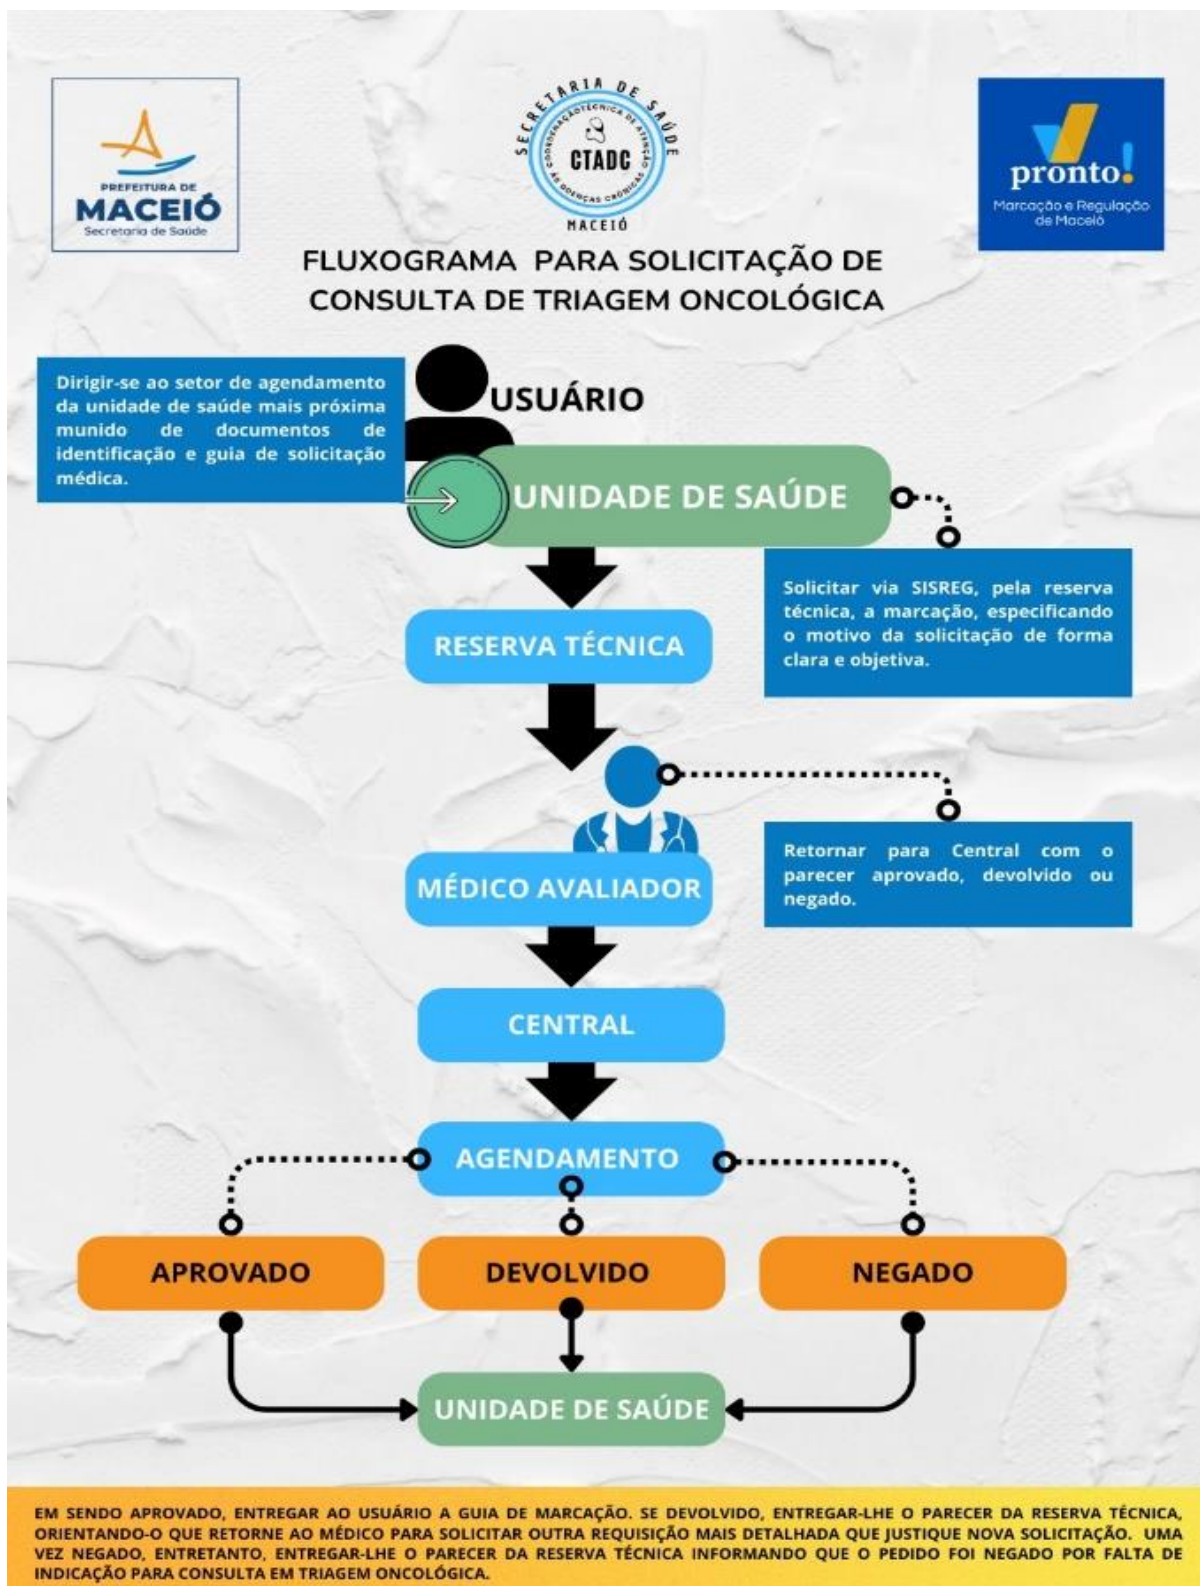 PREFEITURA DE
MACEIÓ
Secretaria de Saúde
SECRETARIA DE SAÚDE
COORDENAÇÃO TÉCNICA DE ATENÇÃO
ÀS DOENÇAS CRÔNICAS
CTADC
MACEIÓ
pronto!
Marcação e Regulação
de Maceió
FLUXOGRAMA PARA SOLICITAÇÃO DE
CONSULTA DE TRIAGEM ONCOLÓGICA
Dirigir-se ao setor de agendamento
da unidade de saúde mais próxima
munido de documentos de
identificação e guia de solicitação
médica.
USUÁRIO
UNIDADE DE SAÚDE
Solicitar via SISREG, pela reserva
técnica, a marcação, especificando
o motivo da solicitação de forma
clara e objetiva.
RESERVA TÉCNICA
Retornar para Central com o
parecer aprovado, devolvido ou
negado.
MÉDICO AVALIADOR
CENTRAL
AGENDAMENTO
APROVADO
DEVOLVIDO
NEGADO
UNIDADE DE SAÚDE
EM SENDO APROVADO, ENTREGAR AO USUÁRIO A GUIA DE MARCAÇÃO. SE DEVOLVIDO, ENTREGAR-LHE O PARECER DA RESERVA TÉCNICA,
ORIENTANDO-O QUE RETORNE AO MÉDICO PARA SOLICITAR OUTRA REQUISIÇÃO MAIS DETALHADA QUE JUSTIQUE NOVA SOLICITAÇÃO. UMA
VEZ NEGADO, ENTRETANTO, ENTREGAR-LHE O PARECER DA RESERVA TÉCNICA INFORMANDO QUE O PEDIDO FOI NEGADO POR FALTA DE
INDICAÇÃO PARA CONSULTA EM TRIAGEM ONCOLÓGICA.